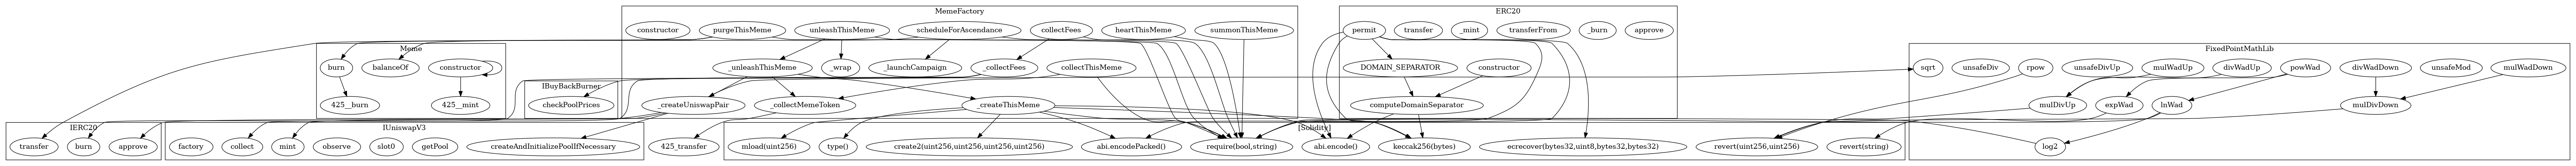 MemeFactory
constructor
purgeThisMeme
unleashThisMeme
scheduleForAscendance
collectFees
heartThisMeme
summonThisMeme
_unleashThisMeme
_wrap
_launchCampaign
_collectFees
collectThisMeme
_createUniswapPair
_collectMemeToken
_createThisMeme
ERC20
permit
transfer
_mint
transferFrom
_burn
approve
DOMAIN_SEPARATOR
constructor
computeDomainSeparator
Meme
burn
balanceOf
constructor
425__burn
425__mint
IBuyBackBurner
checkPoolPrices
FixedPointMathLib
sqrt
unsafeDiv
rpow
unsafeDivUp
mulWadUp
divWadUp
powWad
divWadDown
unsafeMod
mulWadDown
mulDivUp
expWad
lnWad
mulDivDown
log2
IERC20
transfer
burn
approve
IUniswapV3
factory
collect
mint
observe
slot0
getPool
createAndInitializePoolIfNecessary
425_transfer
[Solidity]
mload(uint256)
type()
create2(uint256,uint256,uint256,uint256)
abi.encodePacked()
require(bool,string)
abi.encode()
keccak256(bytes)
ecrecover(bytes32,uint8,bytes32,bytes32)
revert(uint256,uint256)
revert(string)